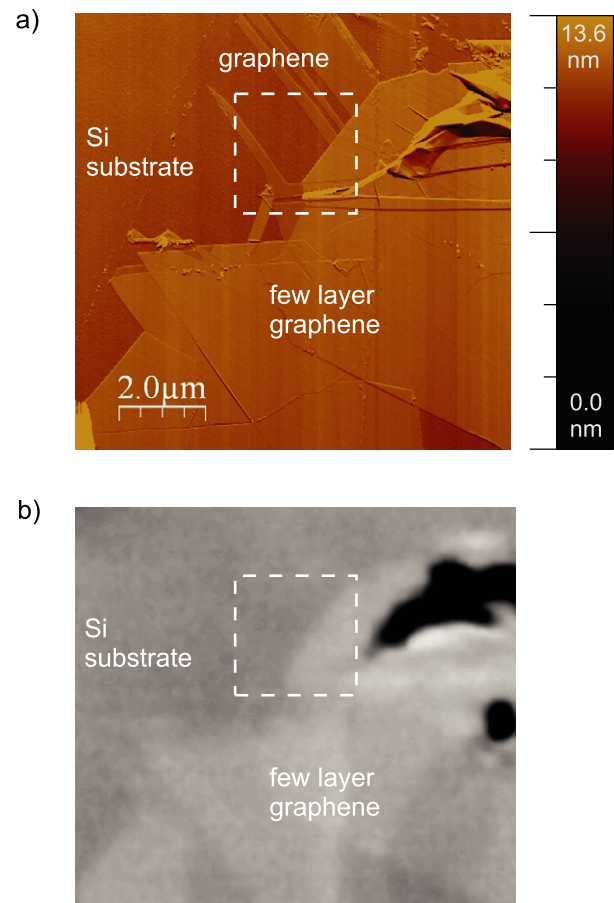 a)
graphene
Si
substrate
few layer
graphene
2.0µm
13.6
nm
0.0
nm
b)
Si
substrate
few layer
graphene